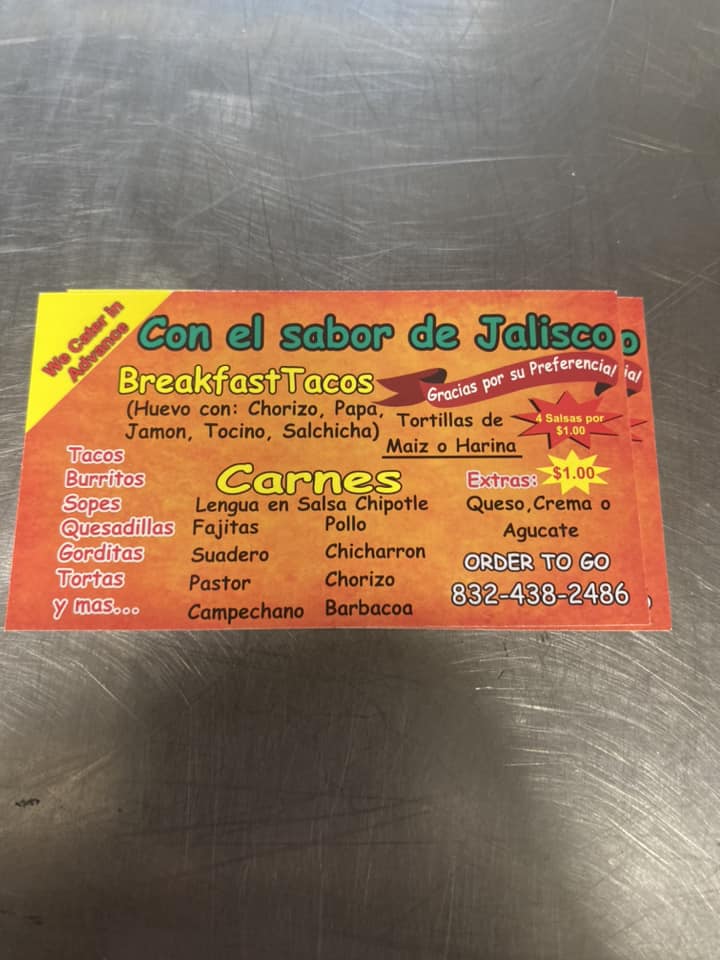 We Cater in
Advance
Con el sabor de Jalisco
BreakfastTacos
Gracias por su Preferencia!
(Huevo con: Chorizo, Papa,
Jamon, Tocino, Salchicha)
Tortillas de
Maiz o Harina
4 Salsas por
$1.00
Tacos
Burritos
Sopes
Quesadillas
Gorditas
Tortas
y mas...
Carnes
Lengua en Salsa Chipotle
Fajitas
Suadero
Pastor
Campechano
Pollo
Chicharron
Chorizo
Barbacoa
Extras: $1.00
Queso,Crema o
Agucate
ORDER TO GO
832-438-2486
o
ial